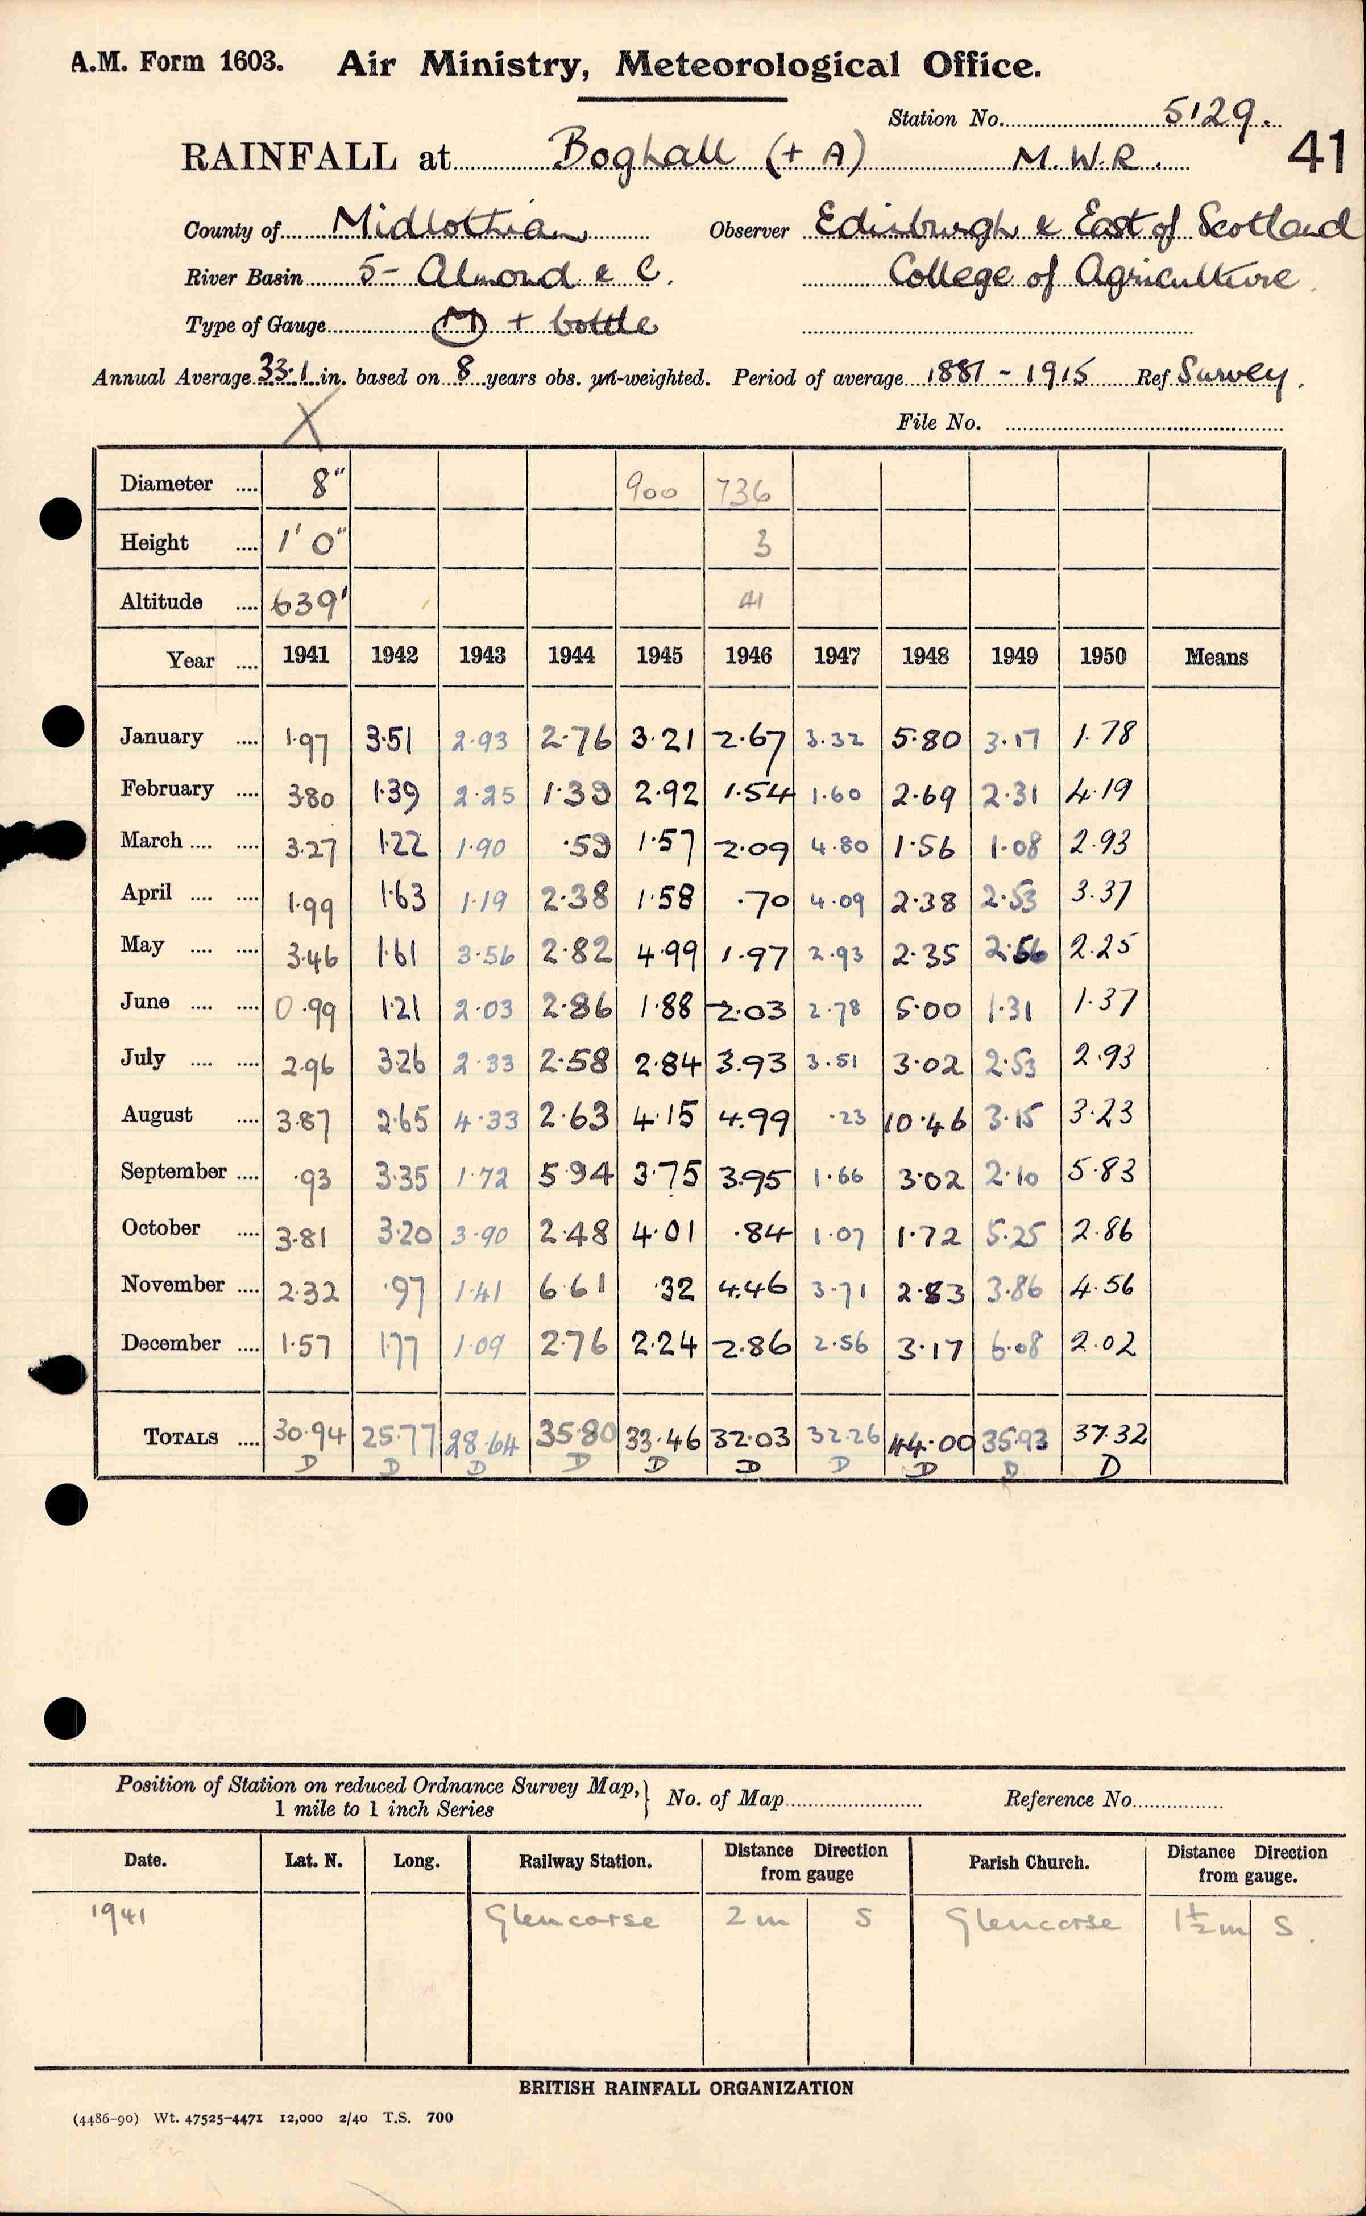 A.M. Form 1603. Air Ministry, Meteorological Office.
Station No. 5129.
RAINFALL at Boghall (+ A) M.W.R. 41
County of Midlothian Observer Edinburgh & East of Scotland
River Basin 5 - Almond & C. College of Agriculture.
Type of Gauge M + bottle
Annual Average 33.1 in. based on 8 years obs. un-weighted. Period of average 1881 - 1915 Ref Survey.
X File No.
Diameter 8" 900 736
Height 1' 0" 3
Altitude 639' 41
Year 1941 1942 1943 1944 1945 1946 1947 1948 1949 1950 Means
January 1.97 3.51 2.93 2.76 3.21 2.67 3.32 5.80 3.17 1.78
February 3.80 1.39 2.25 1.39 2.92 1.54 1.60 2.69 2.31 4.19
March 3.27 1.22 1.90 .59 1.57 2.09 4.80 1.56 1.08 2.93
April 1.99 1.63 1.19 2.38 1.58 .70 4.09 2.38 2.53 3.37
May 3.46 1.61 3.56 2.82 4.99 1.97 2.93 2.35 2.56 2.25
June 0.99 1.21 2.03 2.86 1.88 2.03 2.78 5.00 1.31 1.37
July 2.96 3.26 2.33 2.58 2.84 3.93 3.51 3.02 2.53 2.93
August 3.87 2.65 4.33 2.63 4.15 4.99 .23 10.46 3.15 3.23
September .93 3.35 1.72 5.94 3.75 3.95 1.66 3.02 2.10 5.83
October 3.81 3.20 3.90 2.48 4.01 .84 1.07 1.72 5.25 2.86
November 2.32 .97 1.41 6.61 .32 4.46 3.71 2.83 3.86 4.56
December 1.57 1.77 1.09 2.76 2.24 2.86 2.56 3.17 6.08 2.02
TOTALS 30.94 25.77 28.64 35.80 33.46 32.03 32.26 44.00 35.93 37.32
D D D D D D D D D D
Position of Station on reduced Ordnance Survey Map, 1 mile to 1 inch Series } No. of Map Reference No.
Date. Lat. N. Long. Railway Station. Distance Direction from gauge Parish Church. Distance Direction from gauge.
1941 Glencorse 2 m S Glencorse 1½ m S.
BRITISH RAINFALL ORGANIZATION
(4486-90) Wt. 47525-4471 12,000 2/40 T.S. 700